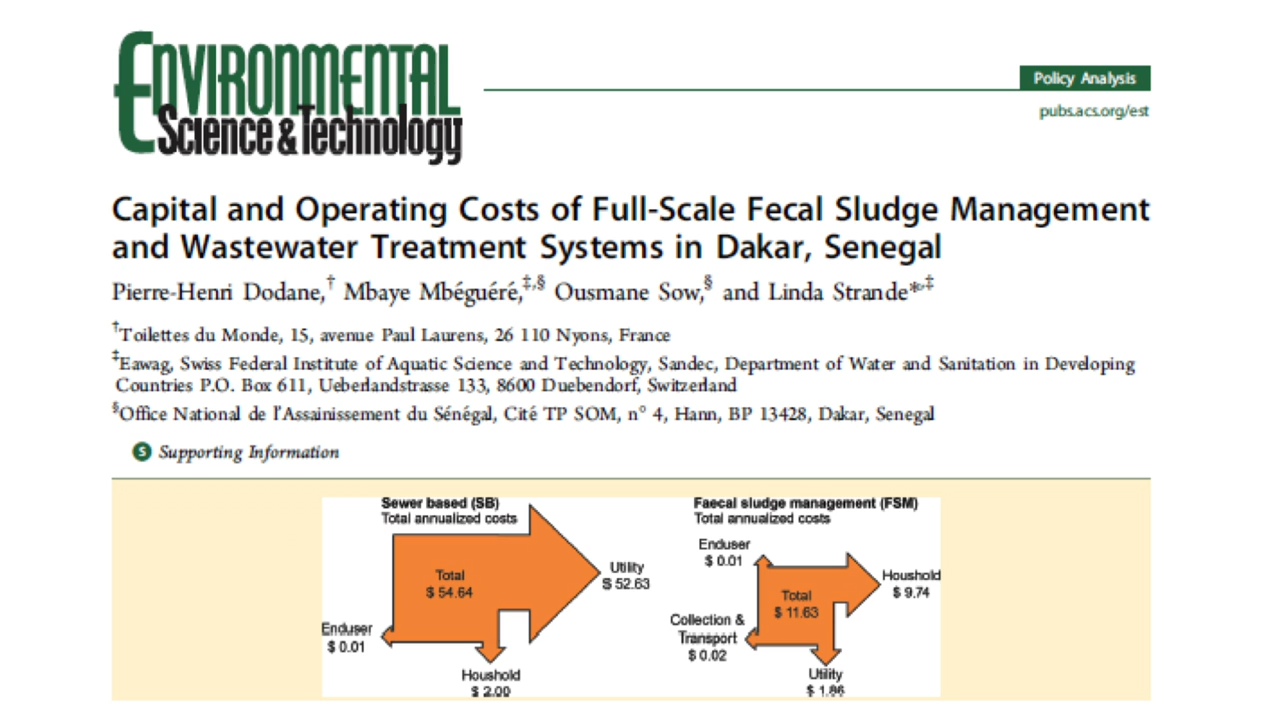 ENVIRONMENTAL
Science & Technology
Policy Analysis
pubs.acs.org/est
Capital and Operating Costs of Full-Scale Fecal Sludge Management
and Wastewater Treatment Systems in Dakar, Senegal
Pierre-Henri Dodane,† Mbaye Mbéguéré,‡,§ Ousmane Sow,§ and Linda Strande*,‡
†Toilettes du Monde, 15, avenue Paul Laurens, 26 110 Nyons, France
‡Eawag, Swiss Federal Institute of Aquatic Science and Technology, Sandec, Department of Water and Sanitation in Developing
Countries P.O. Box 611, Ueberlandstrasse 133, 8600 Duebendorf, Switzerland
§Office National de l'Assainissement du Sénégal, Cité TP SOM, n° 4, Hann, BP 13428, Dakar, Senegal
S Supporting Information
Sewer based (SB)
Total annualized costs
Total
$ 54.64
Utility
$ 52.63
Enduser
$ 0.01
Houshold
$ 2.00
Faecal sludge management (FSM)
Total annualized costs
Enduser
$ 0.01
Houshold
$ 9.74
Total
$ 11.63
Collection &
Transport
$ 0.02
Utility
$ 1.86